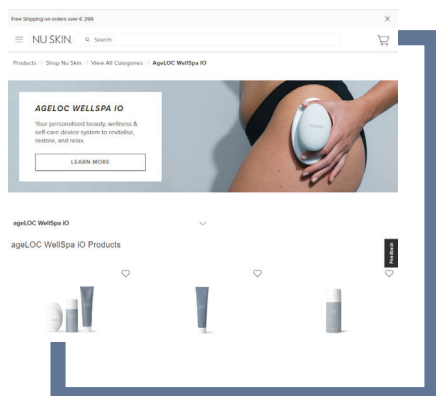 Free Shipping on orders over € 299
NU SKIN.
Search
Products / Shop Nu Skin / View All Categories / AgeLOC WellSpa IO
AGELOC WELLSPA IO
Your personalised beauty, wellness &
self-care device system to revitalise,
restore, and relax.
LEARN MORE
ageLOC WellSpa iO
ageLOC WellSpa iO Products
Feedback